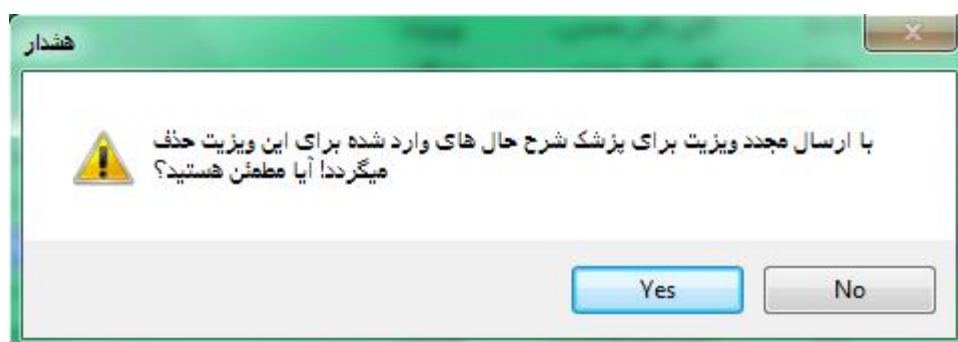 هشدار
با ارسال مجدد ویزیت برای پزشک شرح حال های وارد شده برای این ویزیت حذف
میگردد! آیا مطمئن هستید؟
Yes
No